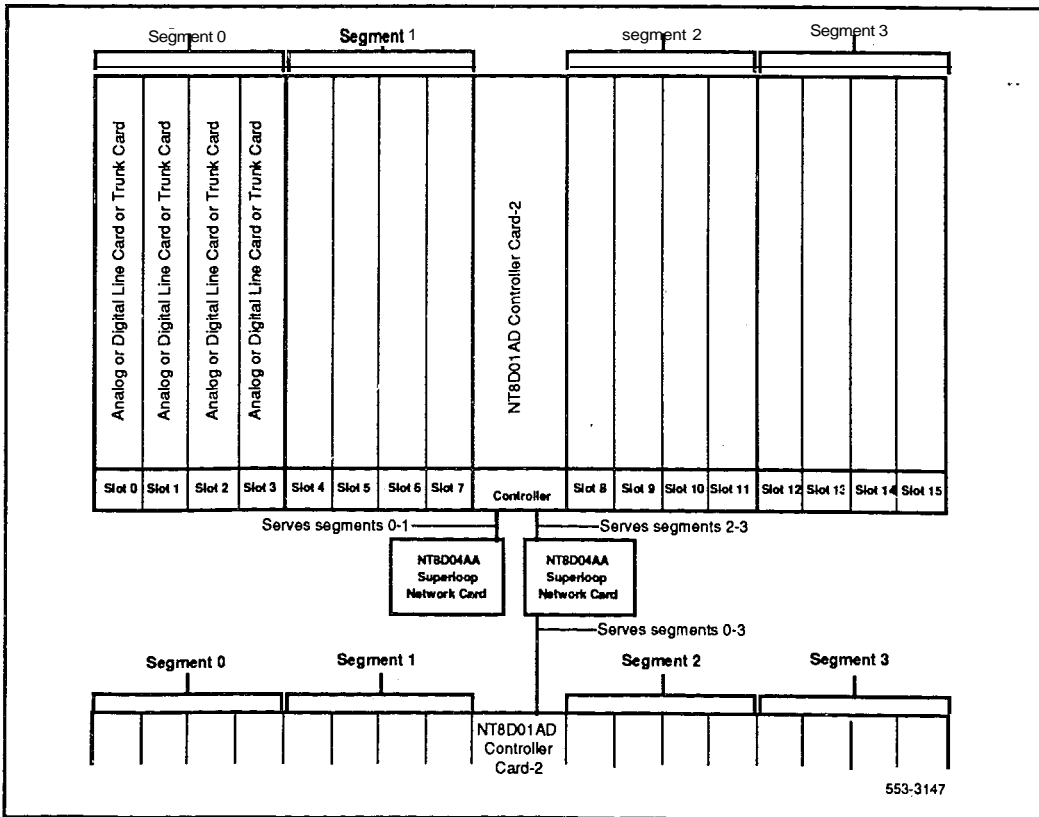 Segment 0
Segment 1
segment 2
Segment 3
Analog or Digital Line Card or Trunk Card
Analog or Digital Line Card or Trunk Card
Analog or Digital Line Card or Trunk Card
Analog or Digital Line Card or Trunk Card
NT8D01AD Controller Card-2
Slot 0
Slot 1
Slot 2
Slot 3
Slot 4
Slot 5
Slot 6
Slot 7
Controller
Slot 8
Slot 9
Slot 10
Slot 11
Slot 12
Slot 13
Slot 14
Slot 15
Serves segments 0-1
Serves segments 2-3
NT8D04AA
Superloop
Network Card
NT8D04AA
Superloop
Network Card
Serves segments 0-3
Segment 0
Segment 1
Segment 2
Segment 3
NT8D01AD
Controller
Card-2
553-3147